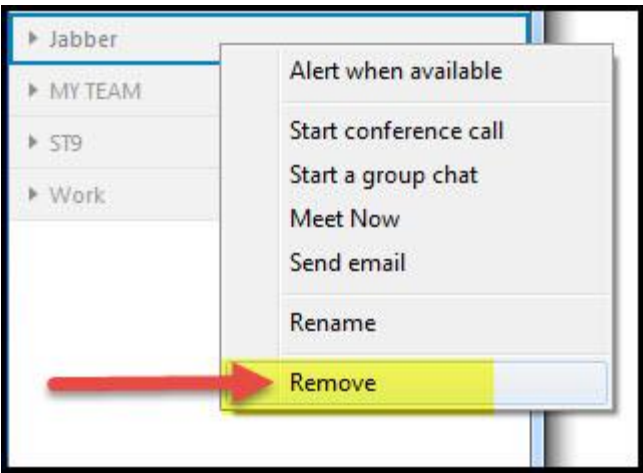 Jabber
MY TEAM
ST9
Work
Alert when available
Start conference call
Start a group chat
Meet Now
Send email
Rename
Remove